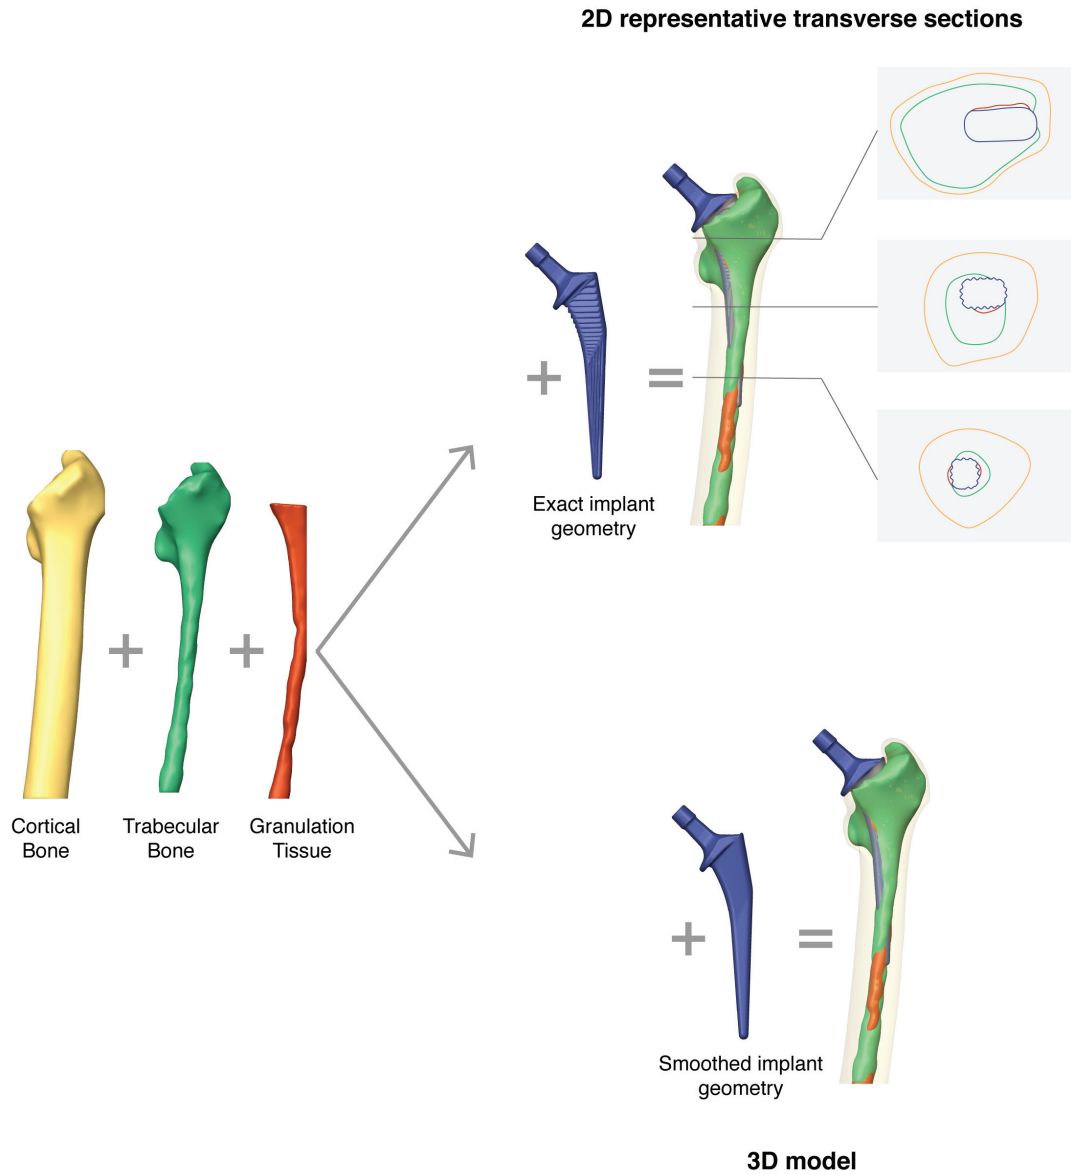 2D representative transverse sections
+
=
Exact implant
geometry
+
+
Cortical
Bone
Trabecular
Bone
Granulation
Tissue
+
=
Smoothed implant
geometry
3D model